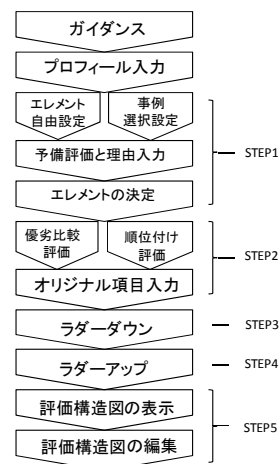 ガイダンス
プロフィール入力
エレメント
自由設定
事例
選択設定
予備評価と理由入力
STEP1
エレメントの決定
優劣比較
評価
順位付け
評価
STEP2
オリジナル項目入力
ラダーダウン
STEP3
ラダーアップ
STEP4
評価構造図の表示
STEP5
評価構造図の編集